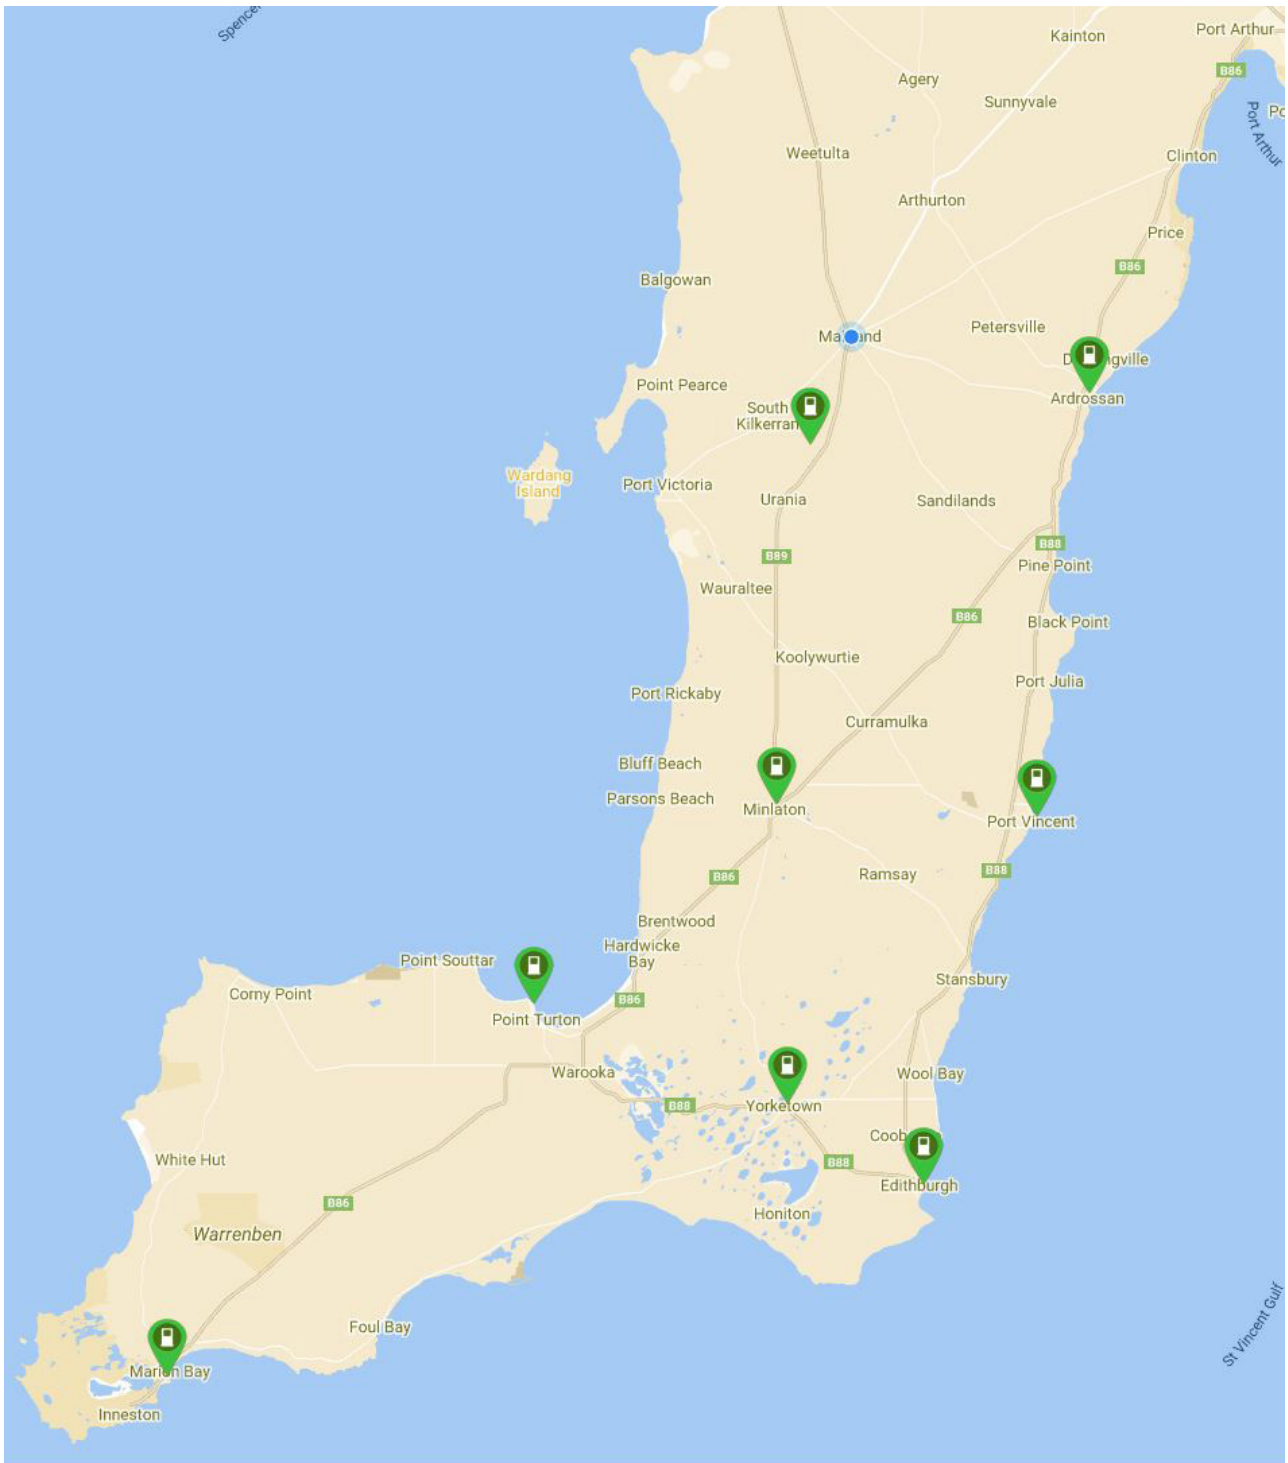 Spencer
Kainton
Port Arthur
B86
Agery
Sunnyvale
Port Arthur
Weetulta
Clinton
Arthurton
Price
B86
Balgowan
Petersville
Point Pearce
Ardrossan
South
Kilkerran
Wardang
Island
Port Victoria
Urania
Sandilands
B88
B89
Pine Point
Wauraltee
B86
Black Point
Koolywurtie
Port Julia
Port Rickaby
Curramulka
Bluff Beach
Parsons Beach
Minlaton
Port Vincent
B86
Ramsay
B88
Brentwood
Hardwicke
Bay
Point Souttar
Stansbury
Corny Point
B86
Point Turton
Warooka
Wool Bay
B88
Yorketown
White Hut
B88
Edithburgh
B86
Honiton
Warrenben
Foul Bay
St Vincent Gulf
Marion Bay
Inneston